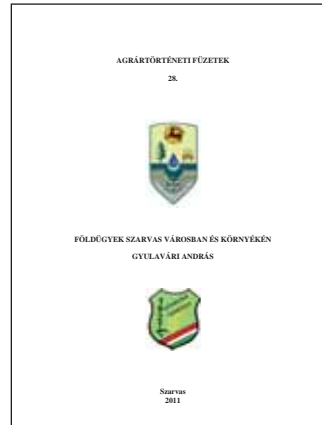 AGRÁRTÖRTÉNETI FÜZETEK
28.
FÖLDÜGYEK SZARVAS VÁROSBAN ÉS KÖRNYÉKÉN
GYULAVÁRI ANDRÁS
Szarvas
2011